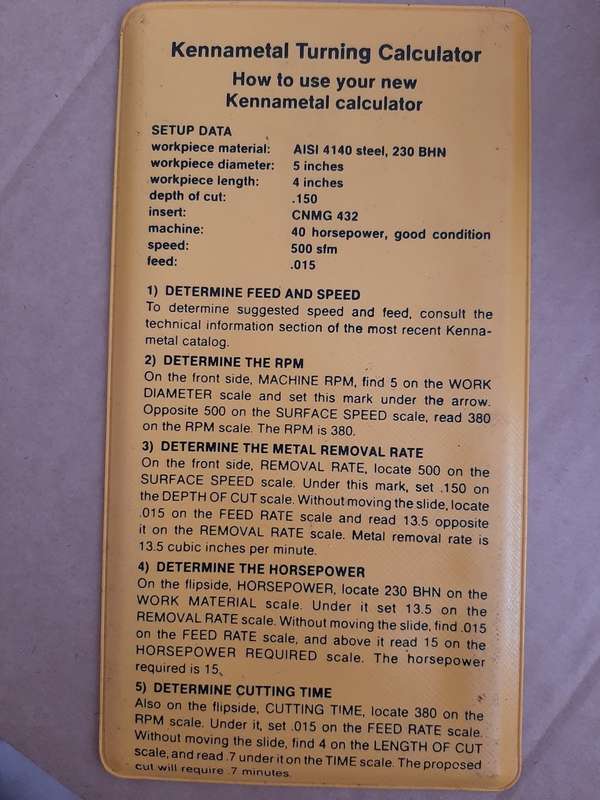 Kennametal Turning Calculator
How to use your new
Kennametal calculator
SETUP DATA
workpiece material: AISI 4140 steel, 230 BHN
workpiece diameter: 5 inches
workpiece length: 4 inches
depth of cut: .150
insert: CNMG 432
machine: 40 horsepower, good condition
speed: 500 sfm
feed: .015
1) DETERMINE FEED AND SPEED
To determine suggested speed and feed, consult the
technical information section of the most recent Kenna-
metal catalog.
2) DETERMINE THE RPM
On the front side, MACHINE RPM, find 5 on the WORK
DIAMETER scale and set this mark under the arrow.
Opposite 500 on the SURFACE SPEED scale, read 380
on the RPM scale. The RPM is 380.
3) DETERMINE THE METAL REMOVAL RATE
On the front side, REMOVAL RATE, locate 500 on the
SURFACE SPEED scale. Under this mark, set .150 on
the DEPTH OF CUT scale. Without moving the slide, locate
.015 on the FEED RATE scale and read 13.5 opposite
it on the REMOVAL RATE scale. Metal removal rate is
13.5 cubic inches per minute.
4) DETERMINE THE HORSEPOWER
On the flipside, HORSEPOWER, locate 230 BHN on the
WORK MATERIAL scale. Under it set 13.5 on the
REMOVAL RATE scale. Without moving the slide, find .015
on the FEED RATE scale, and above it read 15 on the
HORSEPOWER REQUIRED scale. The horsepower
required is 15.
5) DETERMINE CUTTING TIME
Also on the flipside, CUTTING TIME, locate 380 on the
RPM scale. Under it, set .015 on the FEED RATE scale.
Without moving the slide, find 4 on the LENGTH OF CUT
scale, and read .7 under it on the TIME scale. The proposed
cut will require .7 minutes.